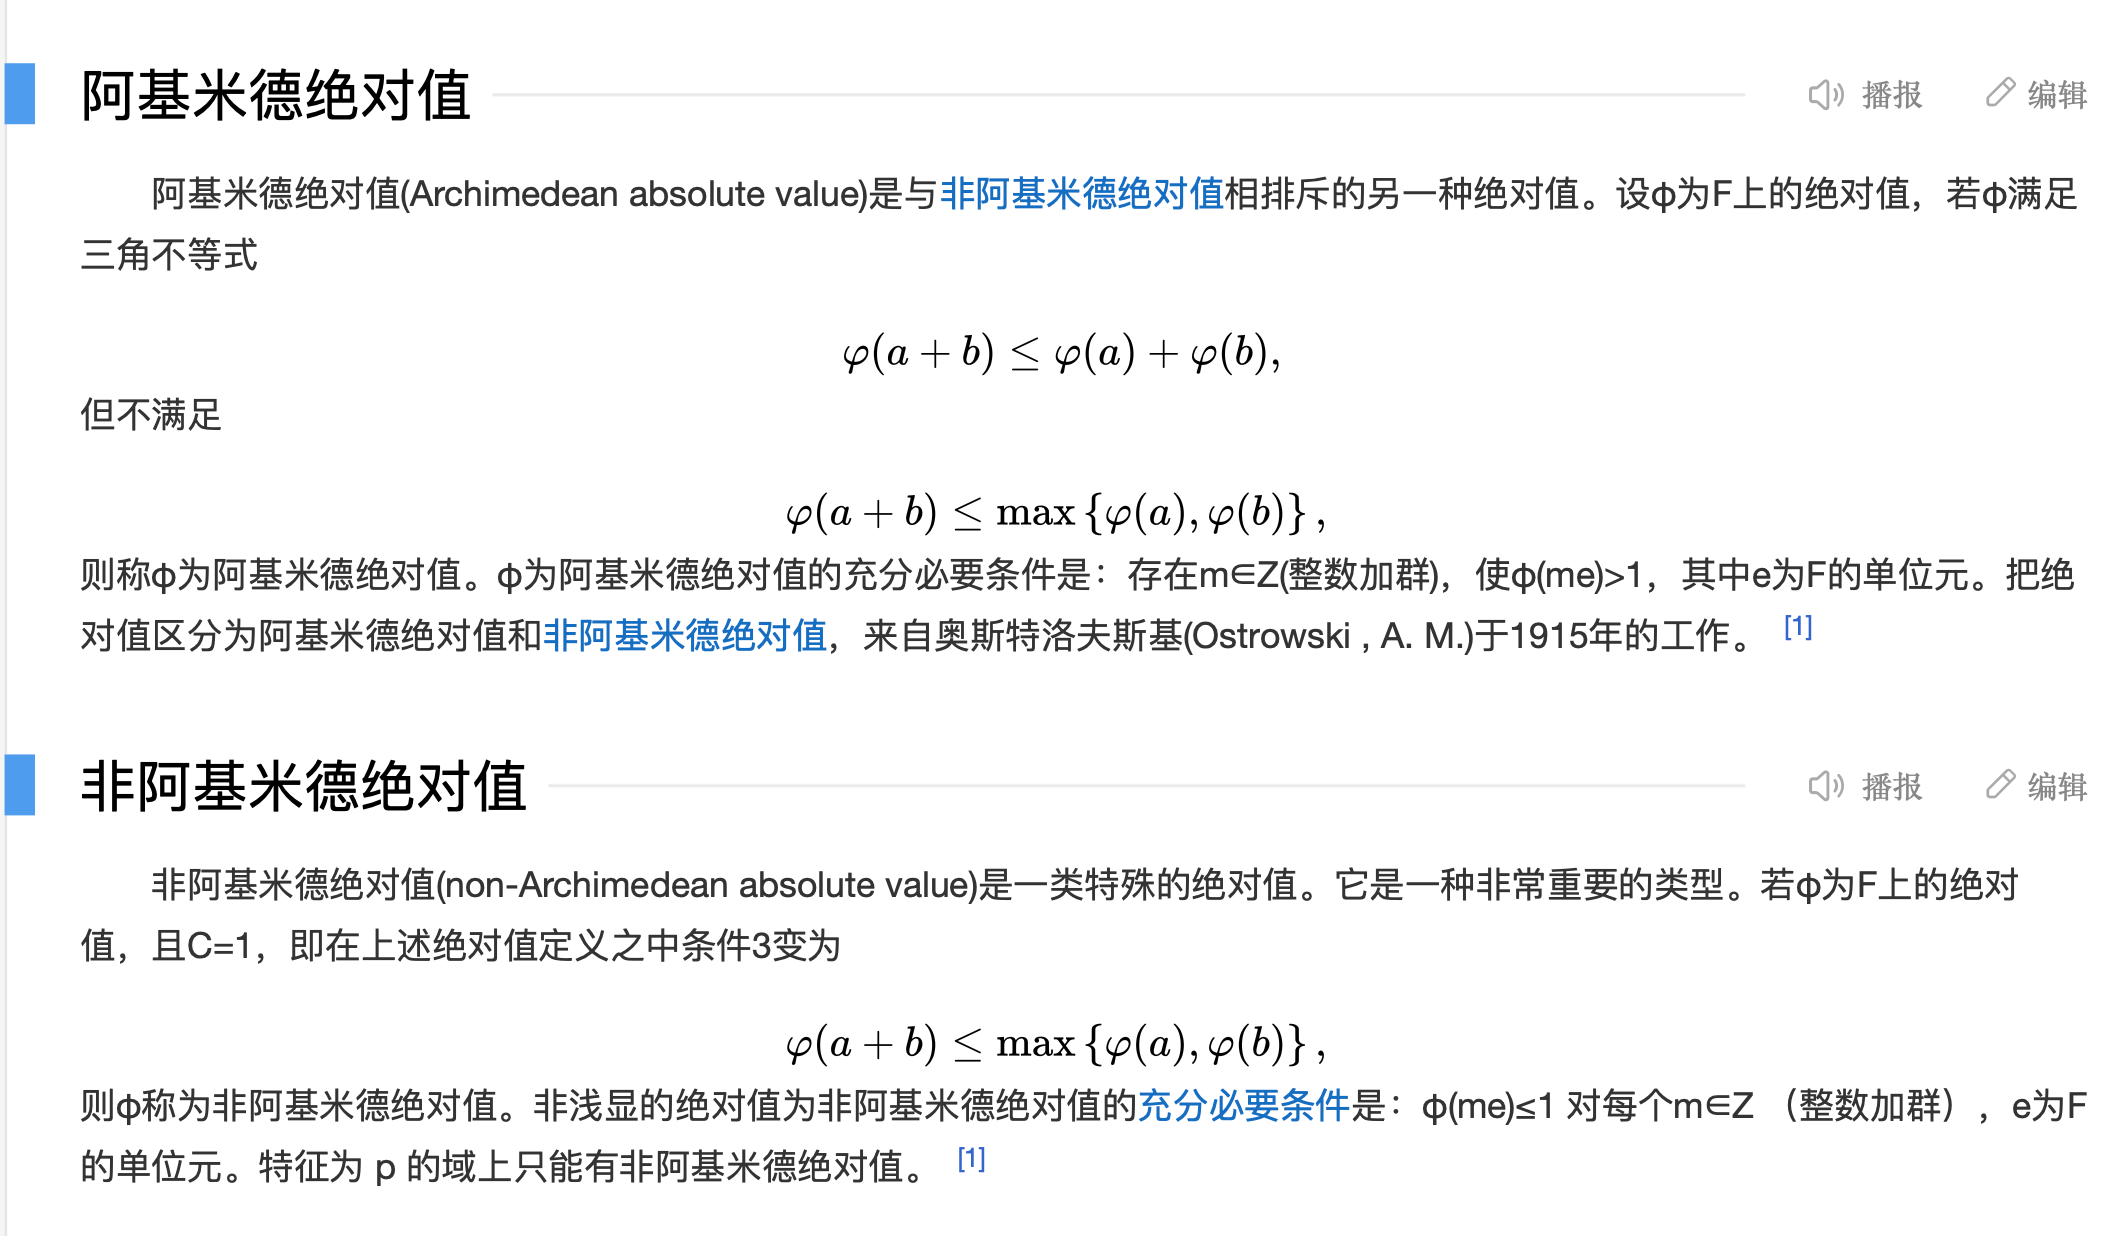 阿基米德绝对值 播报 编辑
阿基米德绝对值(Archimedean absolute value)是与非阿基米德绝对值相排斥的另一种绝对值。设φ为F上的绝对值，若φ满足
三角不等式
φ(a + b) ≤ φ(a) + φ(b),
但不满足
φ(a + b) ≤ max {φ(a), φ(b)} ,
则称φ为阿基米德绝对值。φ为阿基米德绝对值的充分必要条件是：存在m∈Z(整数加群)，使φ(me)>1，其中e为F的单位元。把绝
对值区分为阿基米德绝对值和非阿基米德绝对值，来自奥斯特洛夫斯基(Ostrowski , A. M.)于1915年的工作。 [1]
非阿基米德绝对值 播报 编辑
非阿基米德绝对值(non-Archimedean absolute value)是一类特殊的绝对值。它是一种非常重要的类型。若φ为F上的绝对
值，且C=1，即在上述绝对值定义之中条件3变为
φ(a + b) ≤ max {φ(a), φ(b)} ,
则φ称为非阿基米德绝对值。非浅显的绝对值为非阿基米德绝对值的充分必要条件是：φ(me)≤1 对每个m∈Z （整数加群），e为F
的单位元。特征为 p 的域上只能有非阿基米德绝对值。 [1]